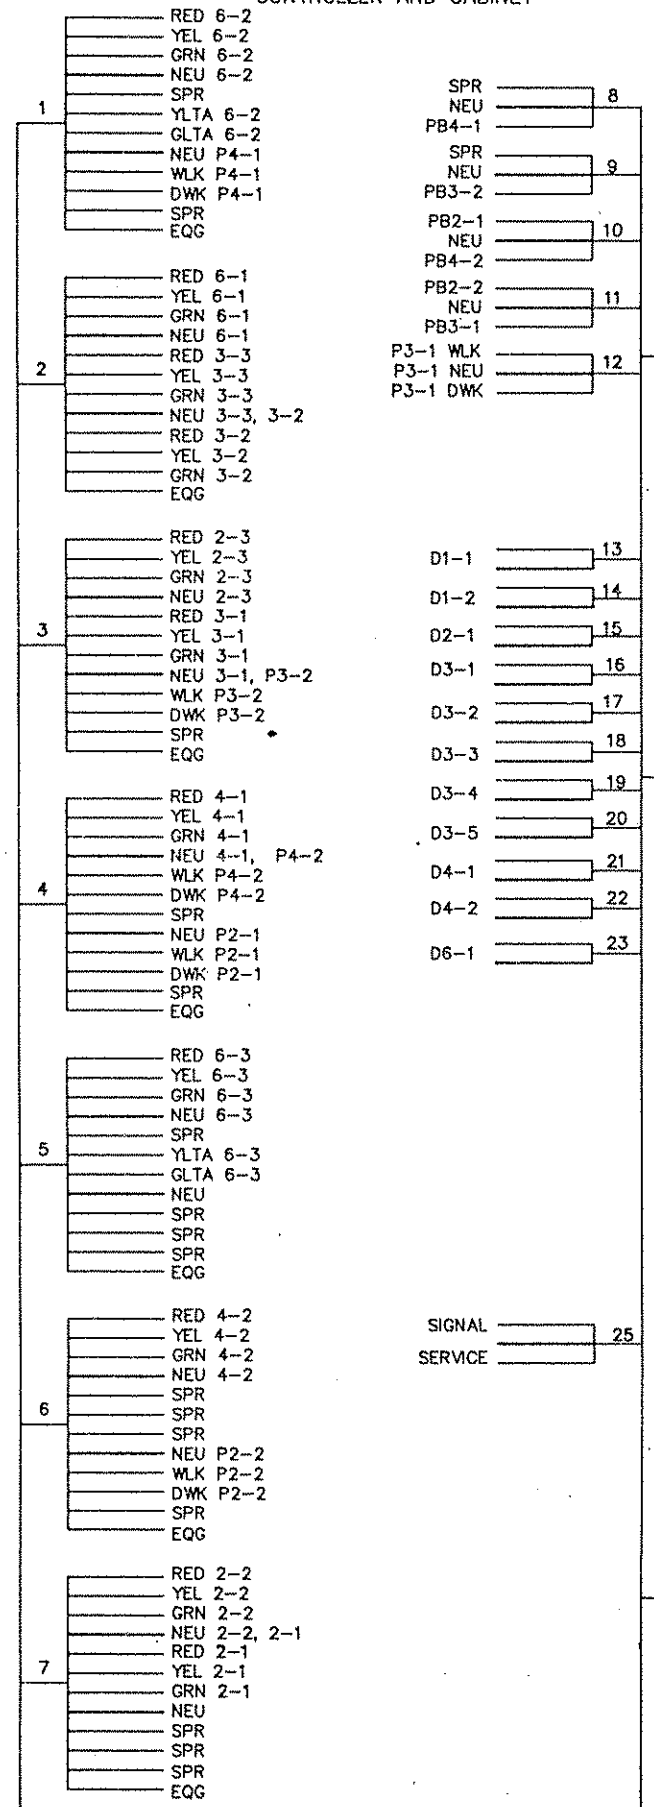 CONTROLLER AND CABINET
1
RED 6-2
YEL 6-2
GRN 6-2
NEU 6-2
SPR
YLTA 6-2
GLTA 6-2
NEU P4-1
WLK P4-1
DWK P4-1
SPR
EQG
2
RED 6-1
YEL 6-1
GRN 6-1
NEU 6-1
RED 3-3
YEL 3-3
GRN 3-3
NEU 3-3, 3-2
RED 3-2
YEL 3-2
GRN 3-2
EQG
3
RED 2-3
YEL 2-3
GRN 2-3
NEU 2-3
RED 3-1
YEL 3-1
GRN 3-1
NEU 3-1, P3-2
WLK P3-2
DWK P3-2
SPR
EQG
4
RED 4-1
YEL 4-1
GRN 4-1
NEU 4-1, P4-2
WLK P4-2
DWK P4-2
SPR
NEU P2-1
WLK P2-1
DWK P2-1
SPR
EQG
5
RED 6-3
YEL 6-3
GRN 6-3
NEU 6-3
SPR
YLTA 6-3
GLTA 6-3
NEU
SPR
SPR
SPR
EQG
6
RED 4-2
YEL 4-2
GRN 4-2
NEU 4-2
SPR
SPR
SPR
NEU P2-2
WLK P2-2
DWK P2-2
SPR
EQG
7
RED 2-2
YEL 2-2
GRN 2-2
NEU 2-2, 2-1
RED 2-1
YEL 2-1
GRN 2-1
NEU
SPR
SPR
SPR
EQG
SPR
NEU 8
PB4-1
SPR
NEU 9
PB3-2
PB2-1
NEU 10
PB4-2
PB2-2
NEU 11
PB3-1
P3-1 WLK
P3-1 NEU 12
P3-1 DWK
D1-1 13
D1-2 14
D2-1 15
D3-1 16
D3-2 17
D3-3 18
D3-4 19
D3-5 20
D4-1 21
D4-2 22
D6-1 23
SIGNAL
25
SERVICE